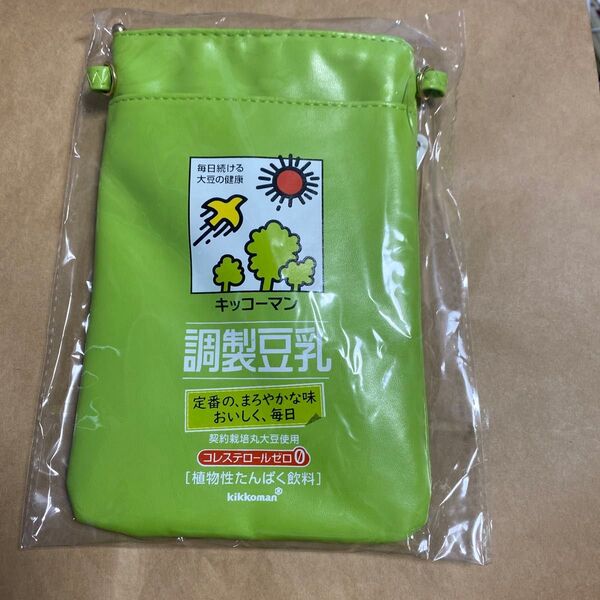 毎日続ける
大豆の健康
キッコーマン
調製豆乳
定番の、まろやかな味
おいしく、毎日
契約栽培丸大豆使用
コレステロールゼロ0
[植物性たんぱく飲料]
kikkoman®